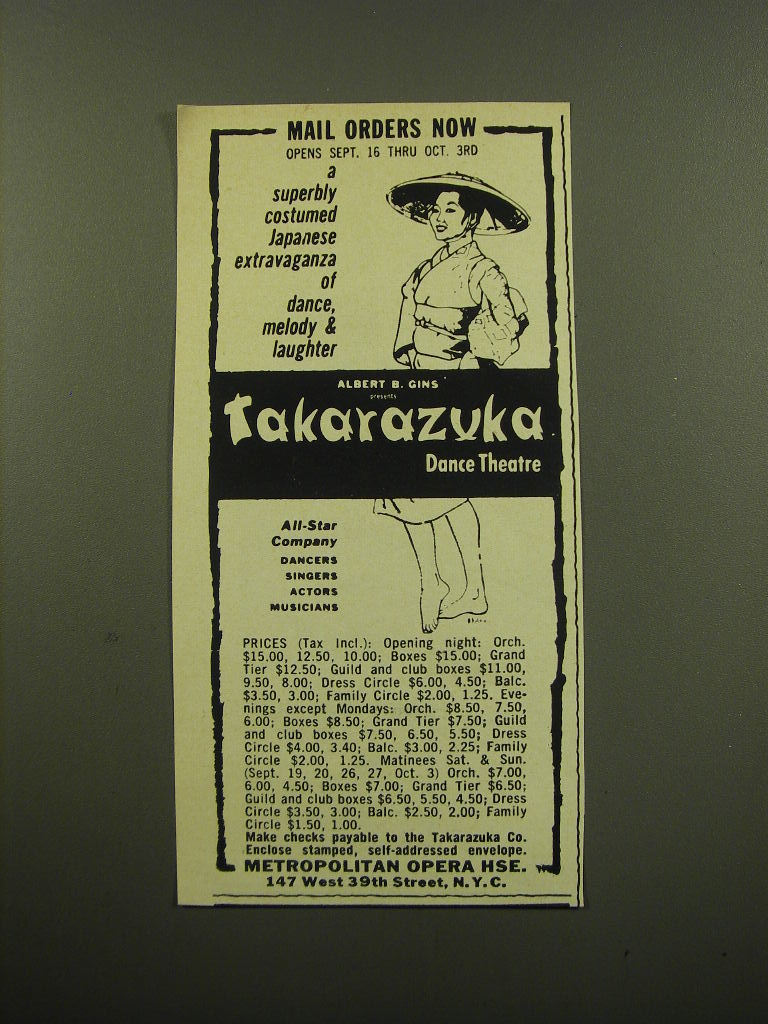 MAIL ORDERS NOW
OPENS SEPT. 16 THRU OCT. 3RD
a
superbly
costumed
Japanese
extravaganza
of
dance,
melody &
laughter
ALBERT B. GINS
presents
Takarazuka
Dance Theatre
All-Star
Company
DANCERS
SINGERS
ACTORS
MUSICIANS
PRICES (Tax Incl.): Opening night: Orch.
$15.00, 12.50, 10.00; Boxes $15.00; Grand
Tier $12.50; Guild and club boxes $11.00,
9.50, 8.00; Dress Circle $6.00, 4.50; Balc.
$3.50, 3.00; Family Circle $2.00, 1.25. Eve-
nings except Mondays: Orch. $8.50, 7.50,
6.00; Boxes $8.50; Grand Tier $7.50; Guild
and club boxes $7.50, 6.50, 5.50; Dress
Circle $4.00, 3.40; Balc. $3.00, 2.25; Family
Circle $2.00, 1.25. Matinees Sat. & Sun.
(Sept. 19, 20, 26, 27, Oct. 3) Orch. $7.00,
6.00, 4.50; Boxes $7.00; Grand Tier $6.50;
Guild and club boxes $6.50, 5.50, 4.50; Dress
Circle $3.50, 3.00; Balc. $2.50, 2.00; Family
Circle $1.50, 1.00.
Make checks payable to the Takarazuka Co.
Enclose stamped, self-addressed envelope.
METROPOLITAN OPERA HSE.
147 West 39th Street, N.Y.C.